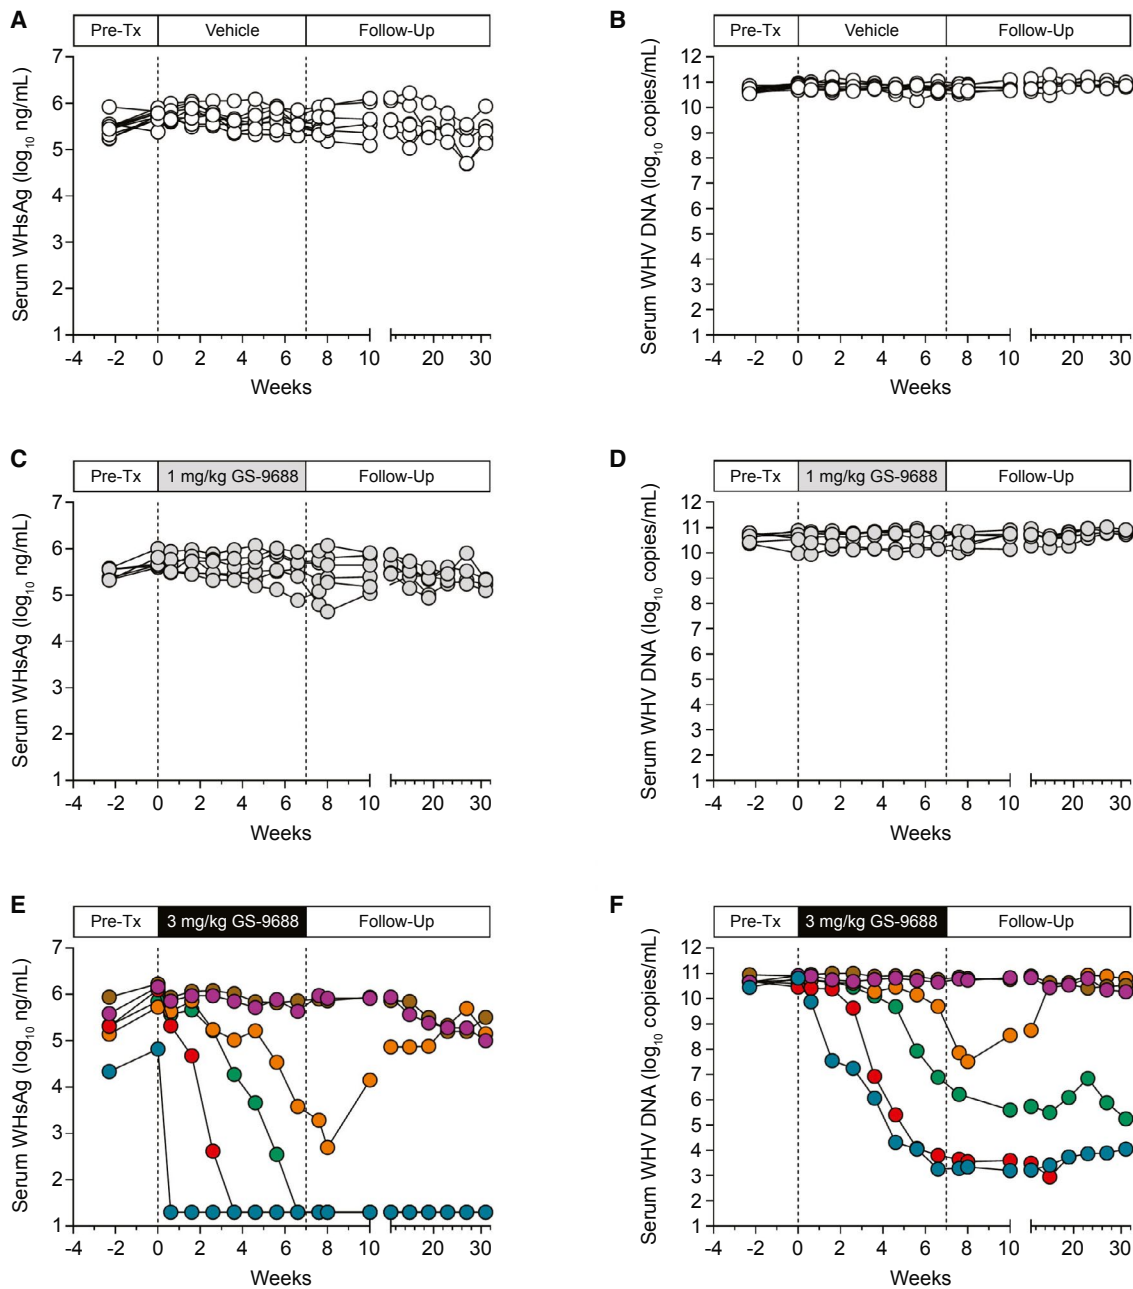 A
Pre-Tx Vehicle Follow-Up
Serum WHsAg (log10 ng/mL)
7
6
5
4
3
2
1
-4 -2 0 2 4 6 8 10 20 30
Weeks
B
Pre-Tx Vehicle Follow-Up
Serum WHV DNA (log10 copies/mL)
12
11
10
9
8
7
6
5
4
3
2
1
-4 -2 0 2 4 6 8 10 20 30
Weeks
C
Pre-Tx 1 mg/kg GS-9688 Follow-Up
Serum WHsAg (log10 ng/mL)
7
6
5
4
3
2
1
-4 -2 0 2 4 6 8 10 20 30
Weeks
D
Pre-Tx 1 mg/kg GS-9688 Follow-Up
Serum WHV DNA (log10 copies/mL)
12
11
10
9
8
7
6
5
4
3
2
1
-4 -2 0 2 4 6 8 10 20 30
Weeks
E
Pre-Tx 3 mg/kg GS-9688 Follow-Up
Serum WHsAg (log10 ng/mL)
7
6
5
4
3
2
1
-4 -2 0 2 4 6 8 10 20 30
Weeks
F
Pre-Tx 3 mg/kg GS-9688 Follow-Up
Serum WHV DNA (log10 copies/mL)
12
11
10
9
8
7
6
5
4
3
2
1
-4 -2 0 2 4 6 8 10 20 30
Weeks